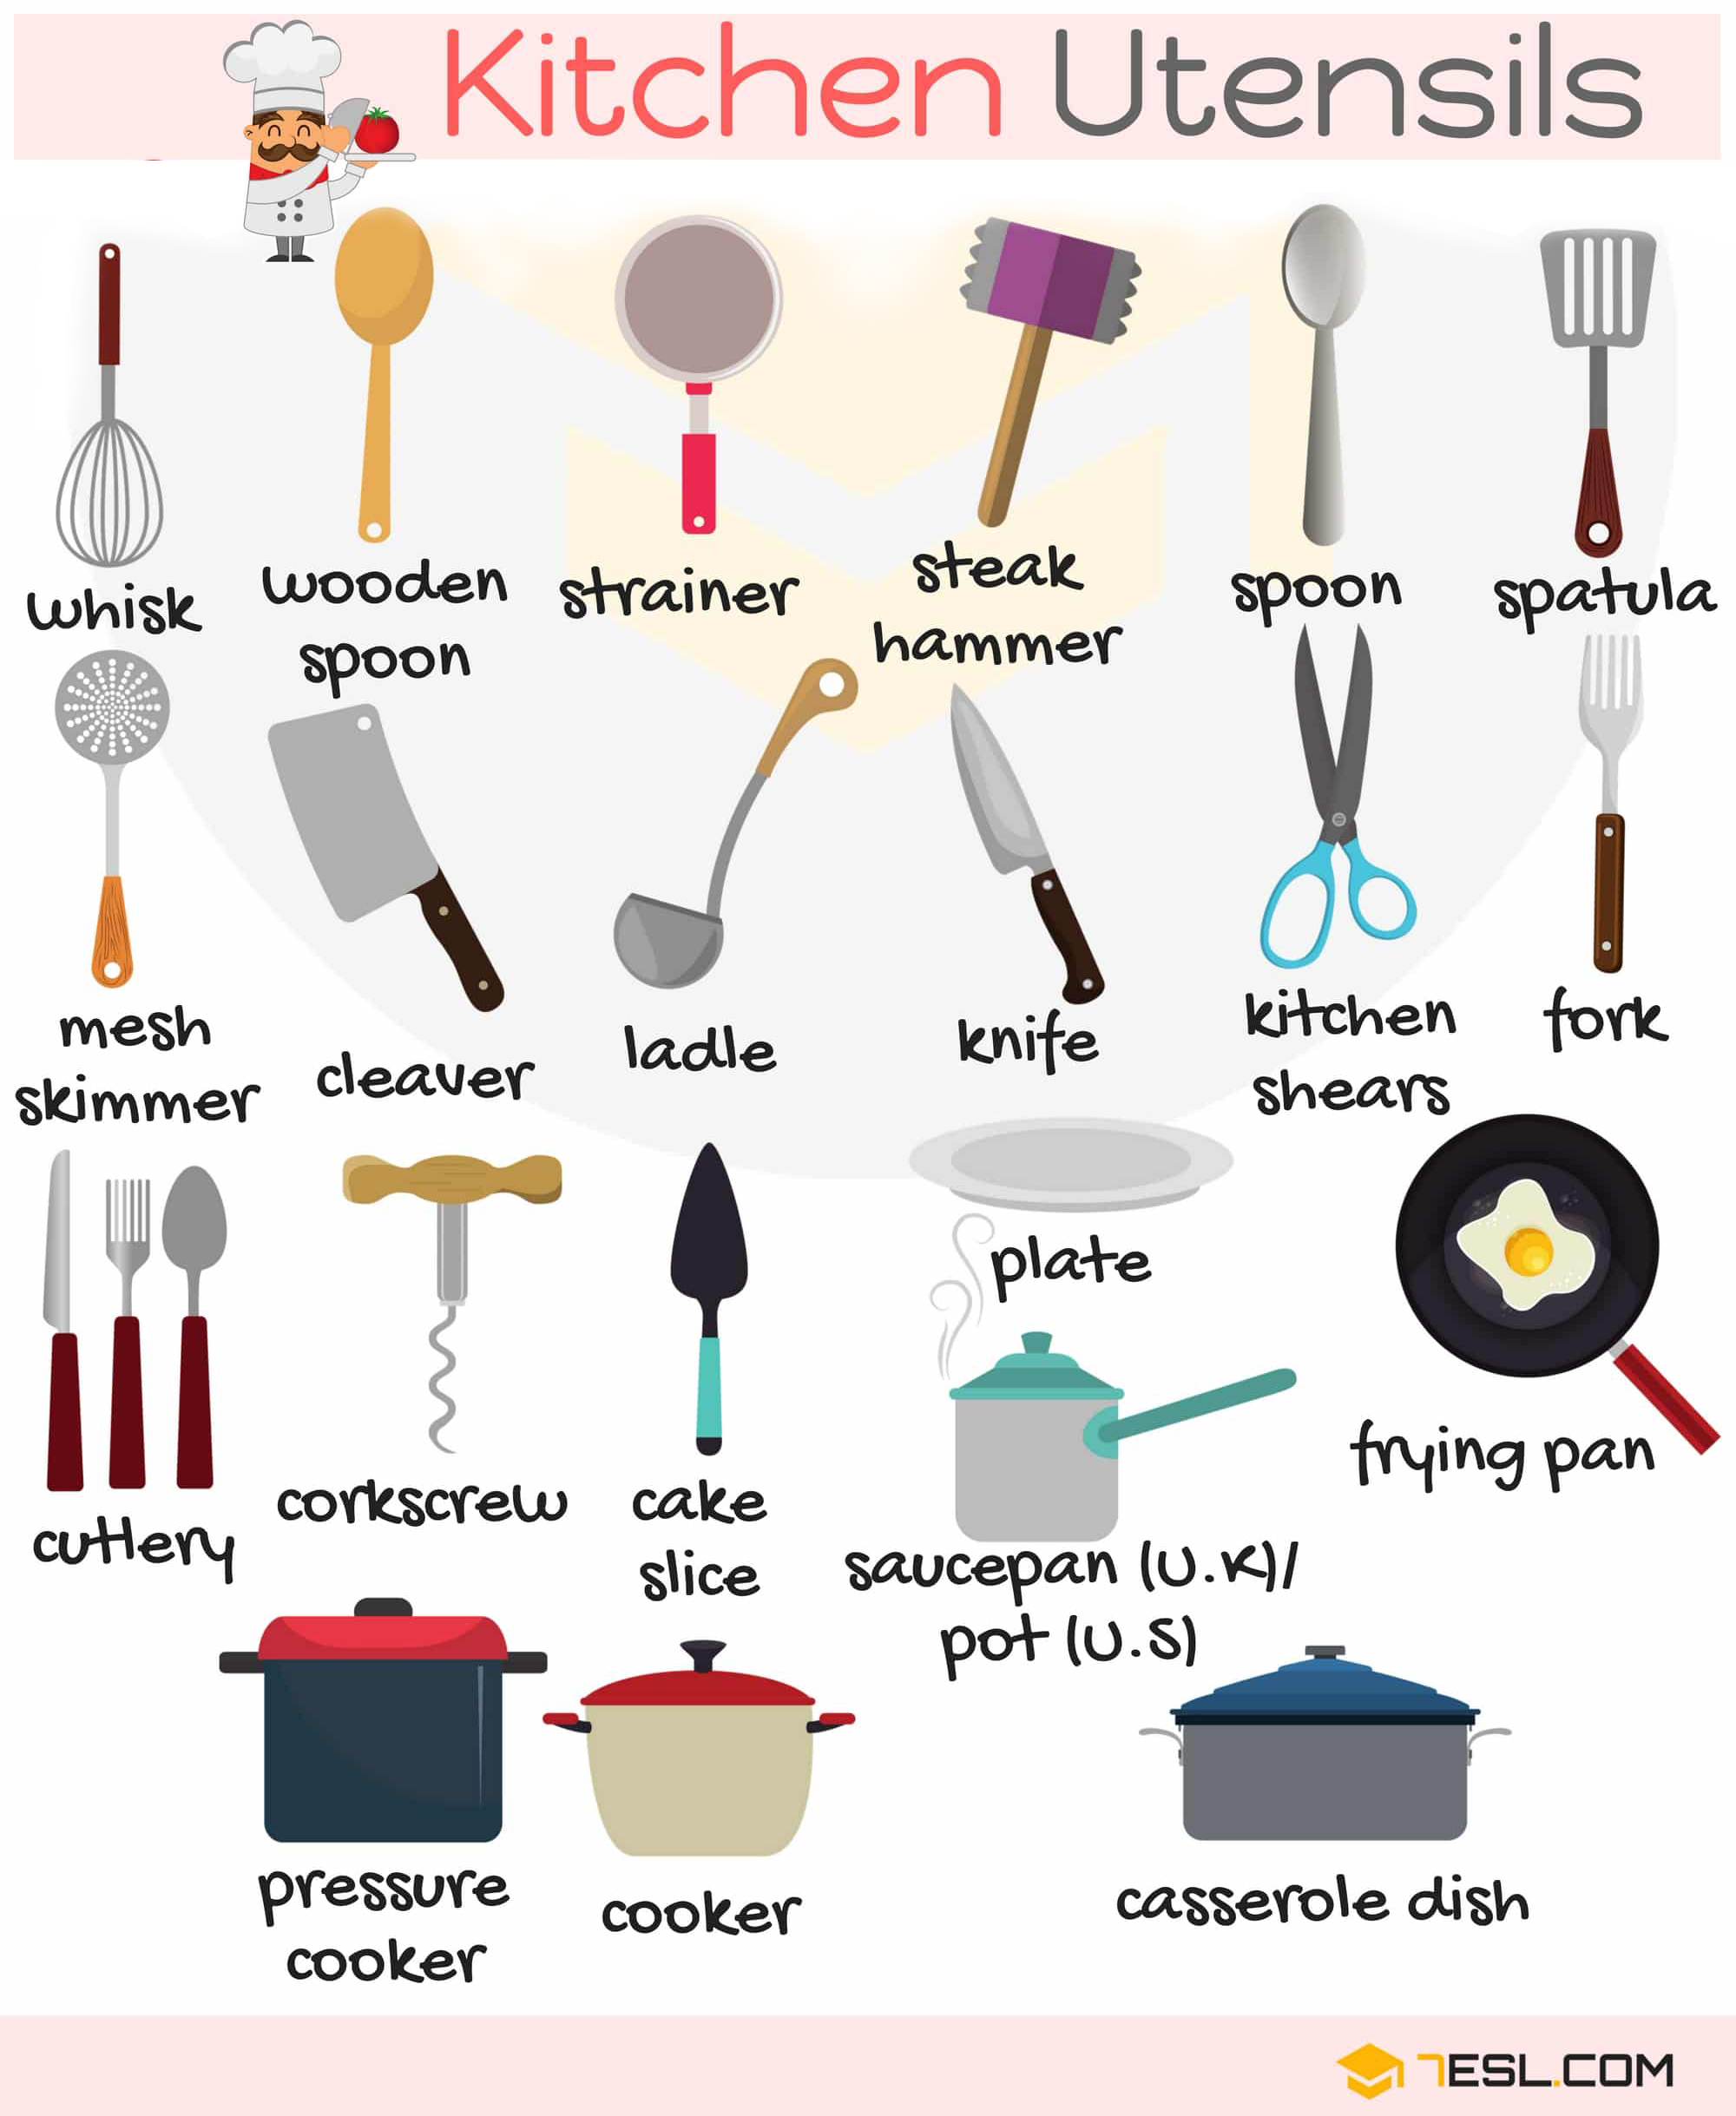 Kitchen Utensils
whisk
wooden
spoon
strainer
steak
hammer
spoon
spatula
mesh
skimmer
cleaver
ladle
knife
kitchen
shears
fork
cutlery
corkscrew
cake
slice
plate
saucepan (U.K)/
pot (U.S)
frying pan
pressure
cooker
cooker
casserole dish
7ESL.COM